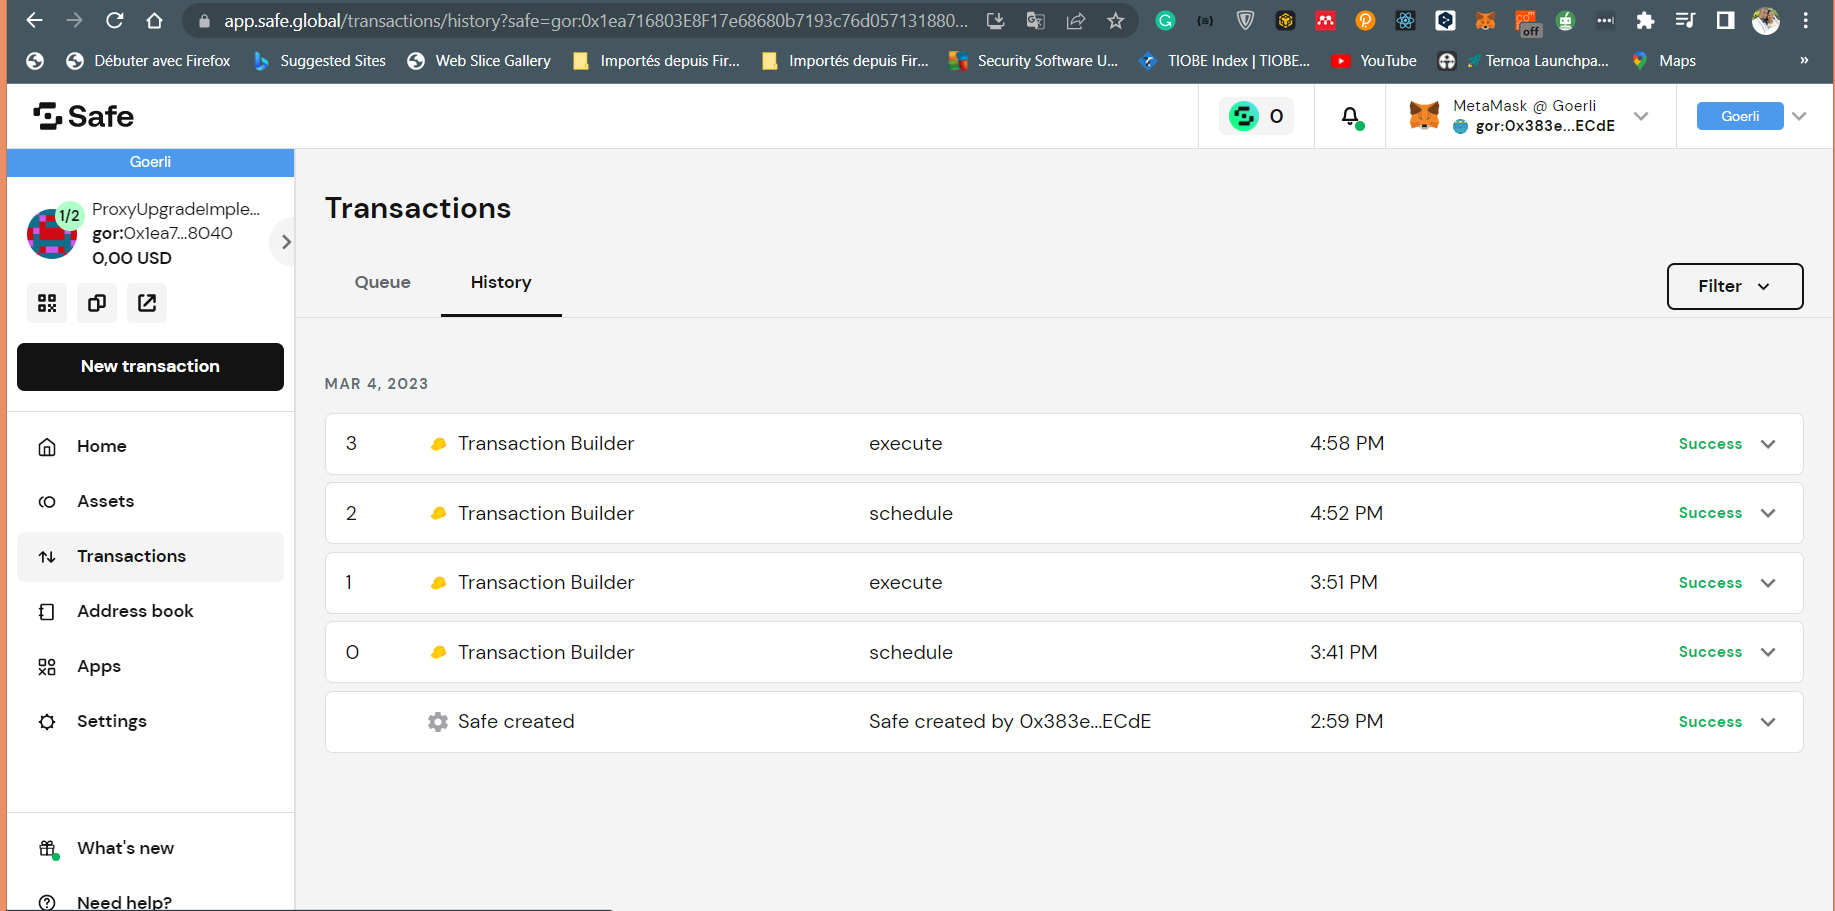 app.safe.global/transactions/history?safe=gor:0x1ea716803E8F17e68680b7193c76d057131880...
off
Débuter avec Firefox
Suggested Sites
Web Slice Gallery
Importés depuis Fir...
Importés depuis Fir...
Security Software U...
TIOBE Index | TIOBE...
YouTube
Ternoa Launchpa...
Maps
»
Safe
0
MetaMask @ Goerli
gor:0x383e...ECdE
Goerli
Goerli
1/2
ProxyUpgradeImple...
gor:0x1ea7...8040
0,00 USD
New transaction
Home
Assets
Transactions
Address book
Apps
Settings
What's new
Need help?
Transactions
Queue
History
Filter
MAR 4, 2023
3 Transaction Builder execute 4:58 PM Success
2 Transaction Builder schedule 4:52 PM Success
1 Transaction Builder execute 3:51 PM Success
0 Transaction Builder schedule 3:41 PM Success
Safe created Safe created by 0x383e...ECdE 2:59 PM Success